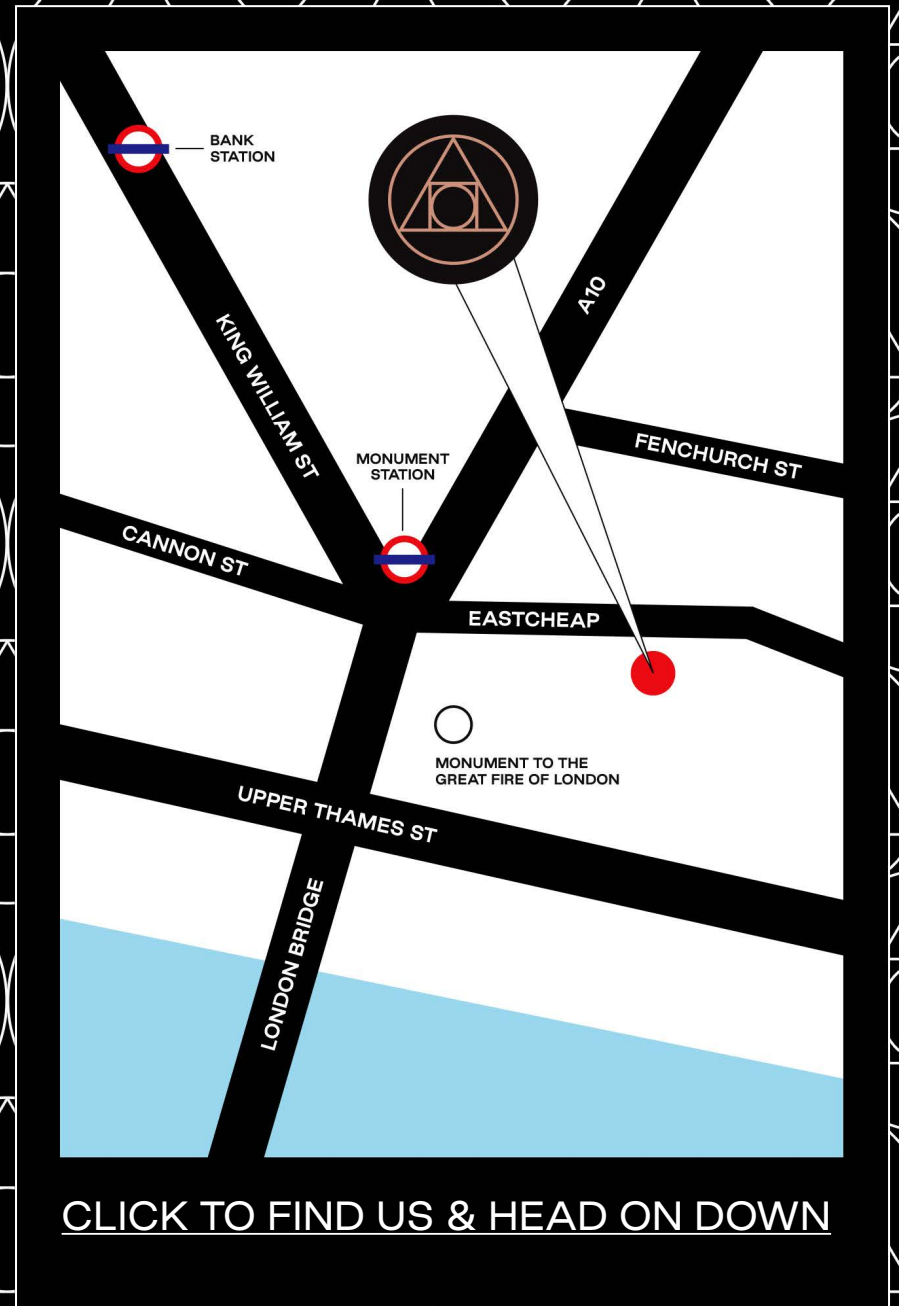 BANK
STATION
A10
KING WILLIAM ST
FENCHURCH ST
MONUMENT
STATION
CANNON ST
EASTCHEAP
MONUMENT TO THE
GREAT FIRE OF LONDON
UPPER THAMES ST
LONDON BRIDGE
CLICK TO FIND US & HEAD ON DOWN